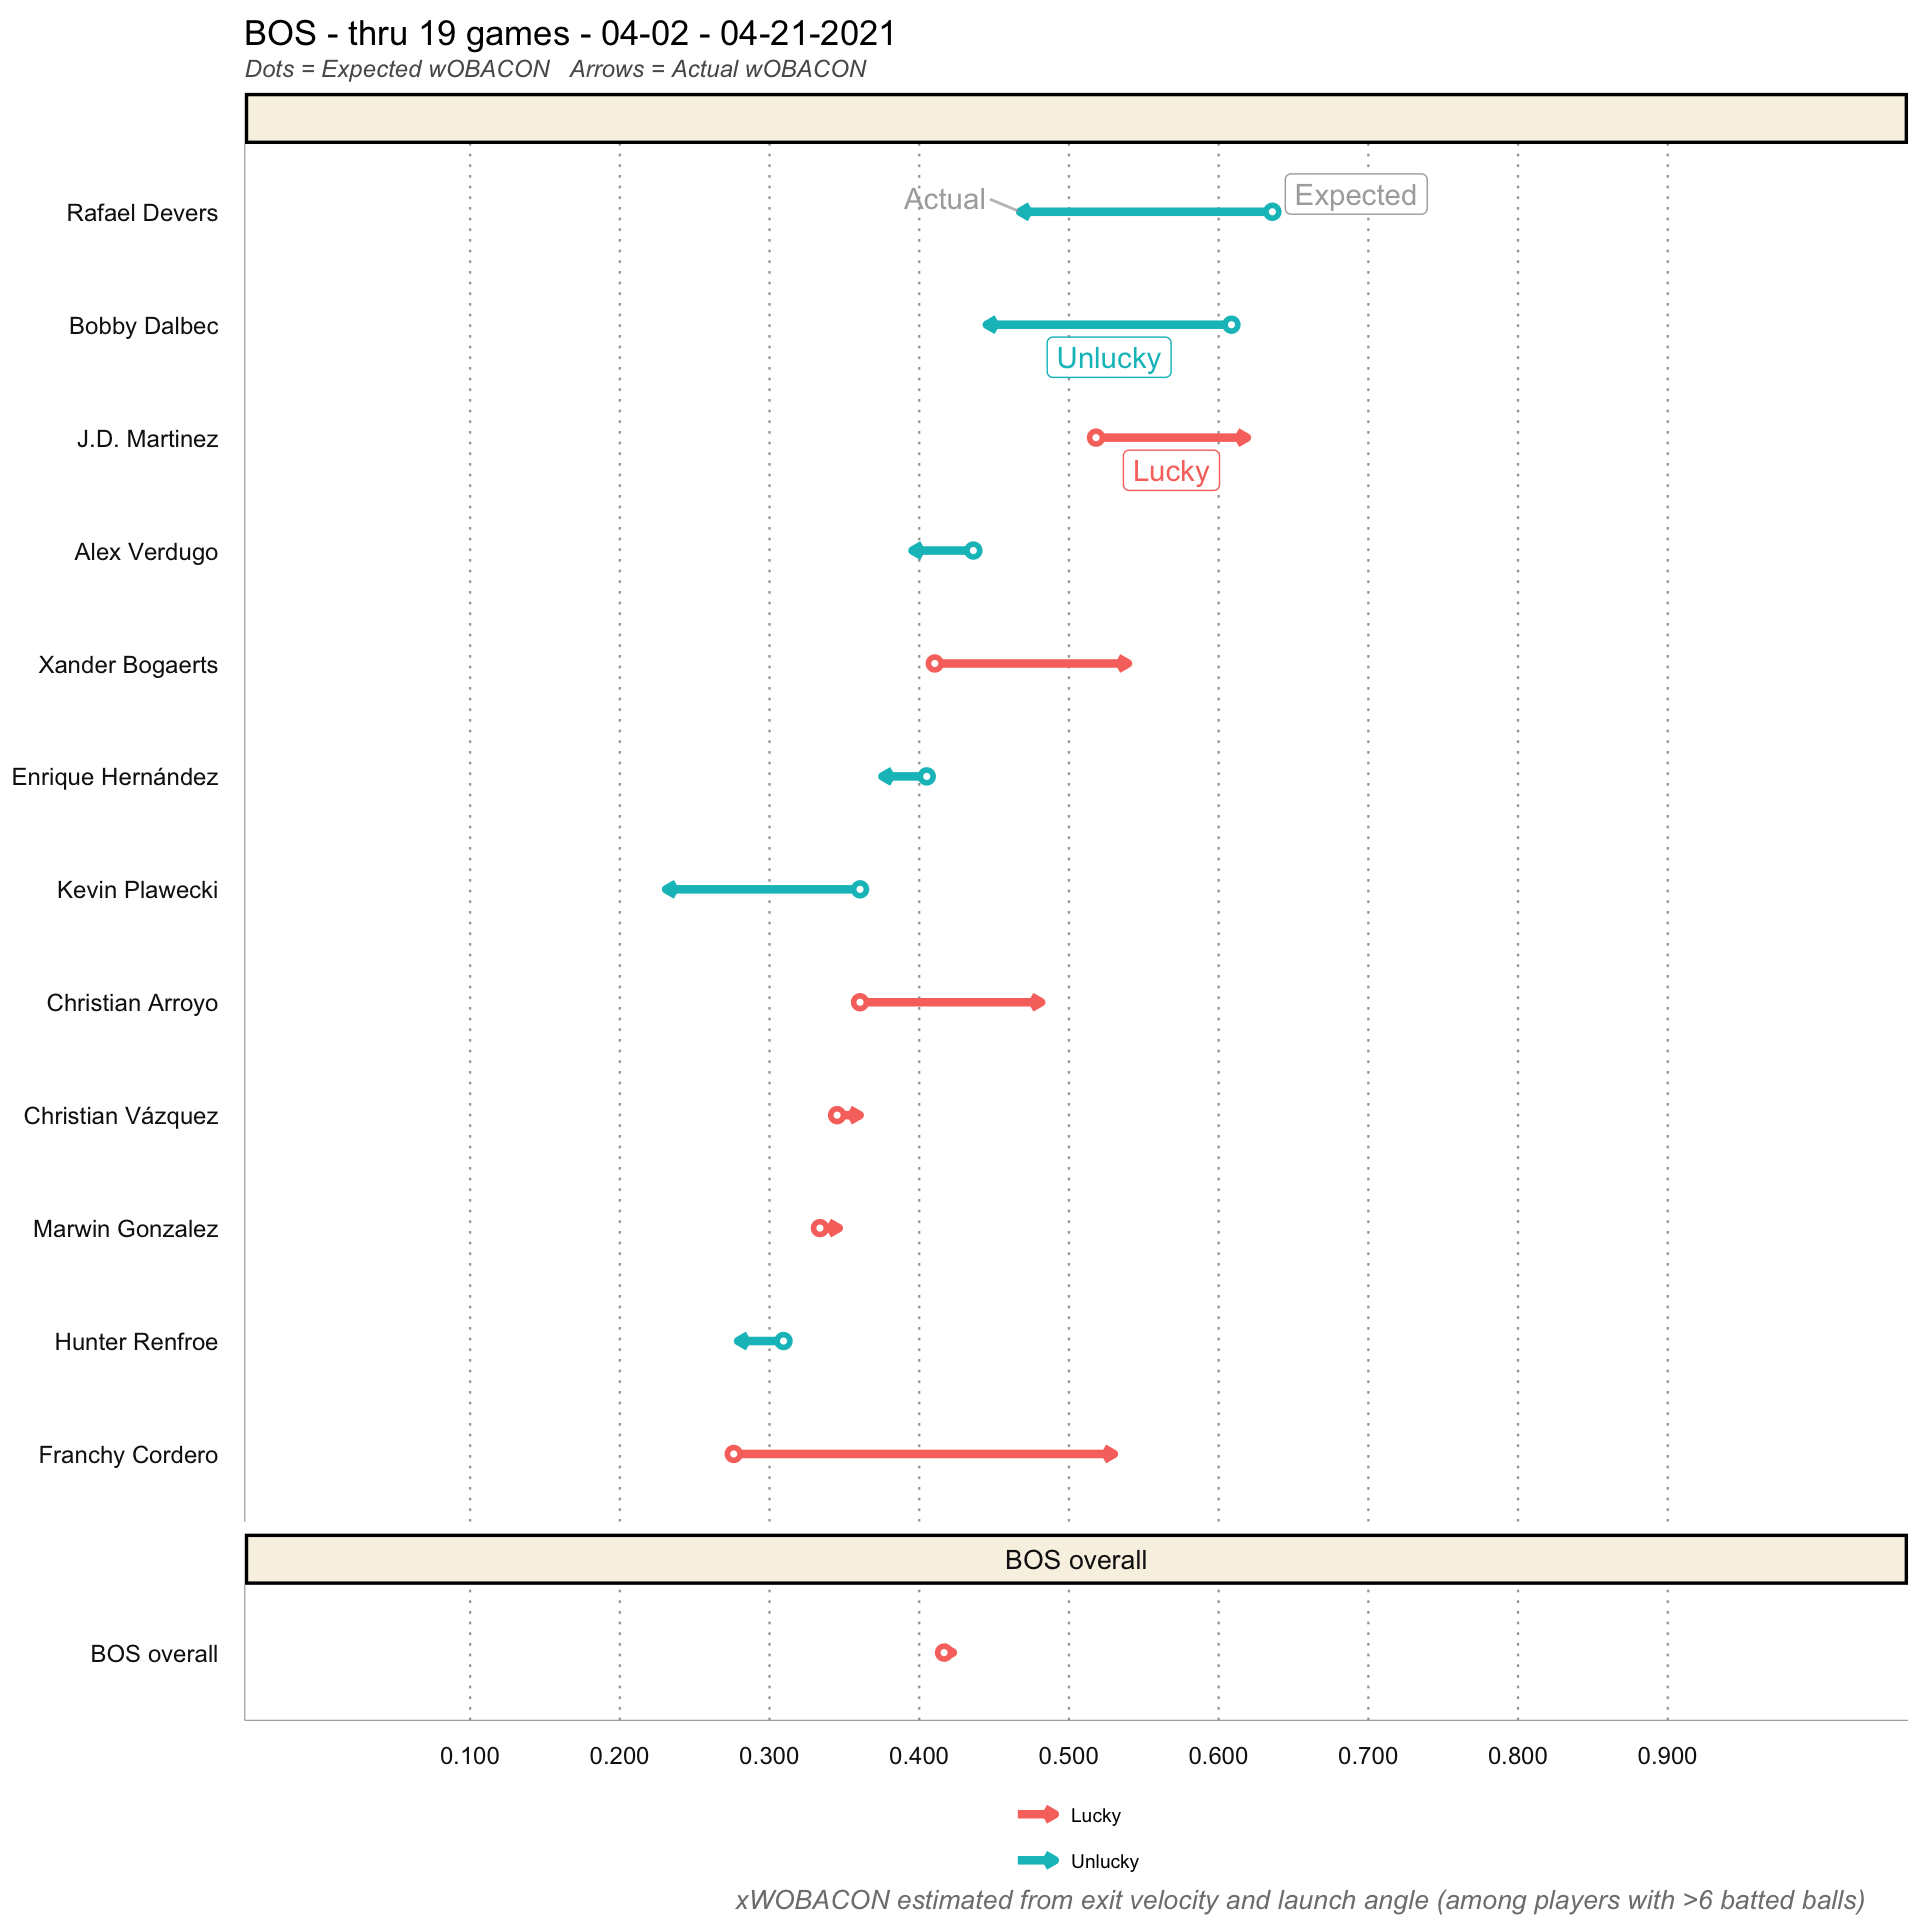 BOS - thru 19 games - 04-02 - 04-21-2021
Dots = Expected wOBACON   Arrows = Actual wOBACON
Rafael Devers
Actual
Expected
Bobby Dalbec
Unlucky
J.D. Martinez
Lucky
Alex Verdugo
Xander Bogaerts
Enrique Hernández
Kevin Plawecki
Christian Arroyo
Christian Vázquez
Marwin Gonzalez
Hunter Renfroe
Franchy Cordero
BOS overall
BOS overall
0.100 0.200 0.300 0.400 0.500 0.600 0.700 0.800 0.900
Lucky
Unlucky
xWOBACON estimated from exit velocity and launch angle (among players with >6 batted balls)